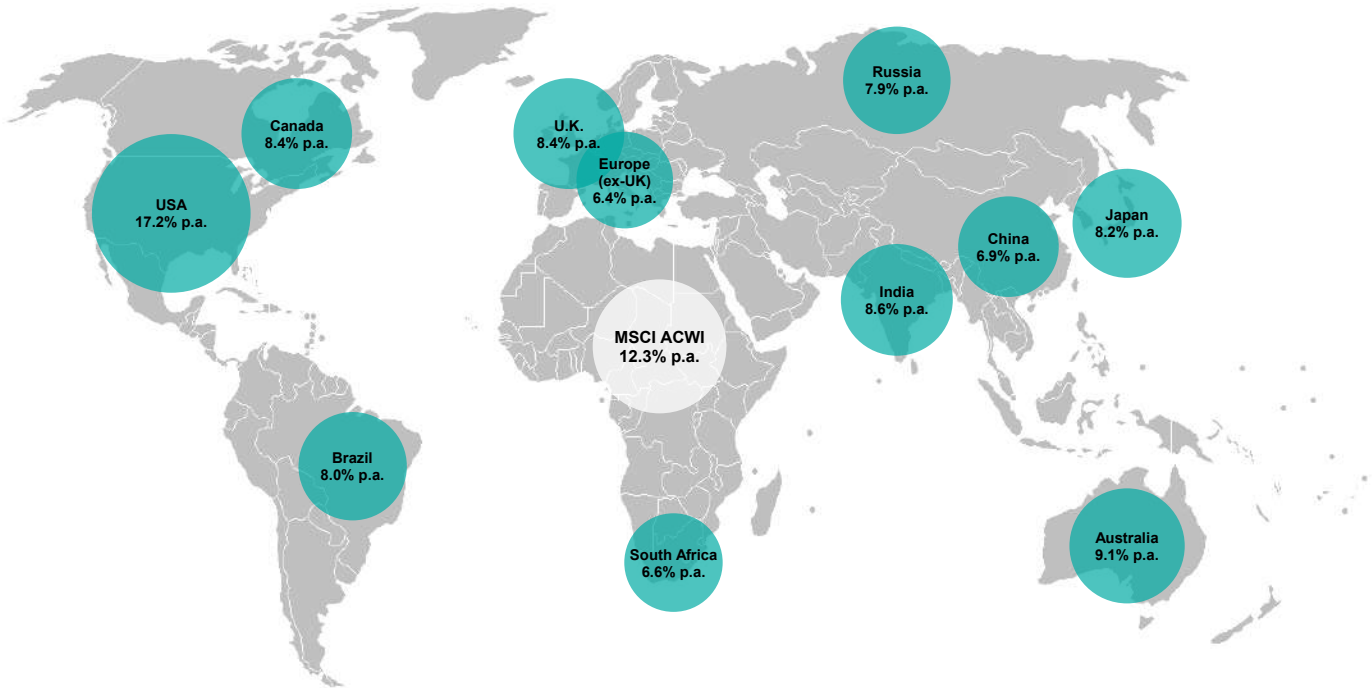 Russia
7.9% p.a.
Canada
8.4% p.a.
U.K.
8.4% p.a.
Europe
(ex-UK)
6.4% p.a.
USA
17.2% p.a.
Japan
8.2% p.a.
China
6.9% p.a.
India
8.6% p.a.
MSCI ACWI
12.3% p.a.
Brazil
8.0% p.a.
South Africa
6.6% p.a.
Australia
9.1% p.a.